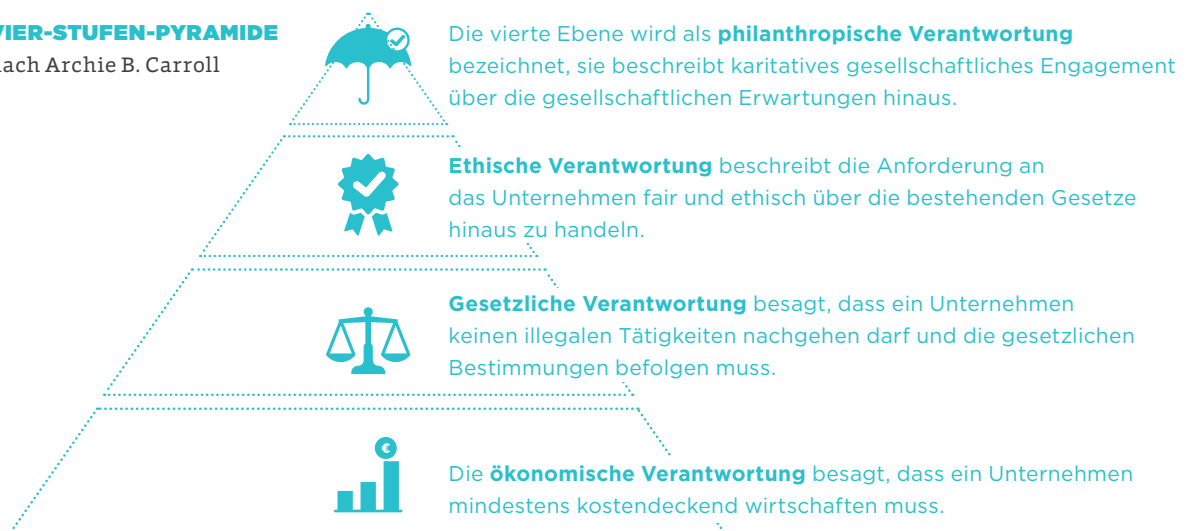 VIER-STUFEN-PYRAMIDE
nach Archie B. Carroll
Die vierte Ebene wird als philanthropische Verantwortung
bezeichnet, sie beschreibt karitatives gesellschaftliches Engagement
über die gesellschaftlichen Erwartungen hinaus.
Ethische Verantwortung beschreibt die Anforderung an
das Unternehmen fair und ethisch über die bestehenden Gesetze
hinaus zu handeln.
Gesetzliche Verantwortung besagt, dass ein Unternehmen
keinen illegalen Tätigkeiten nachgehen darf und die gesetzlichen
Bestimmungen befolgen muss.
€
Die ökonomische Verantwortung besagt, dass ein Unternehmen
mindestens kostendeckend wirtschaften muss.